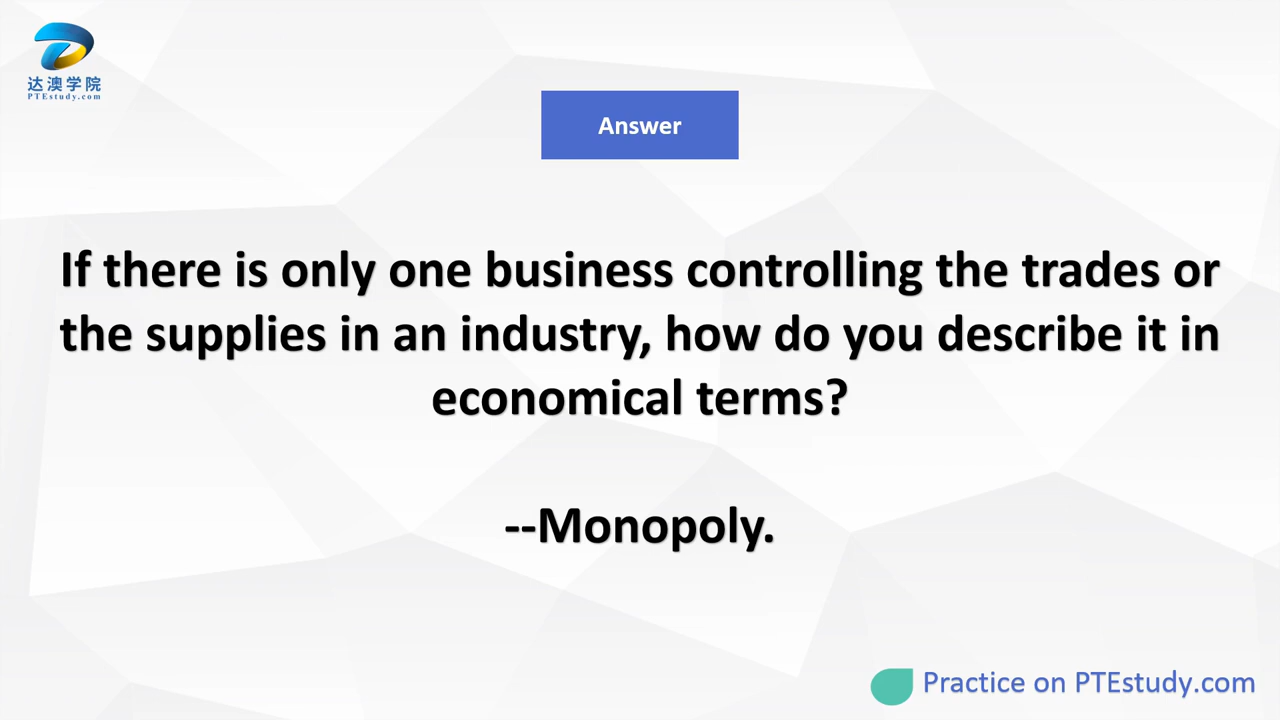 达澳学院
PTEstudy.com
Answer
If there is only one business controlling the trades or
the supplies in an industry, how do you describe it in
economical terms?
--Monopoly.
Practice on PTEstudy.com